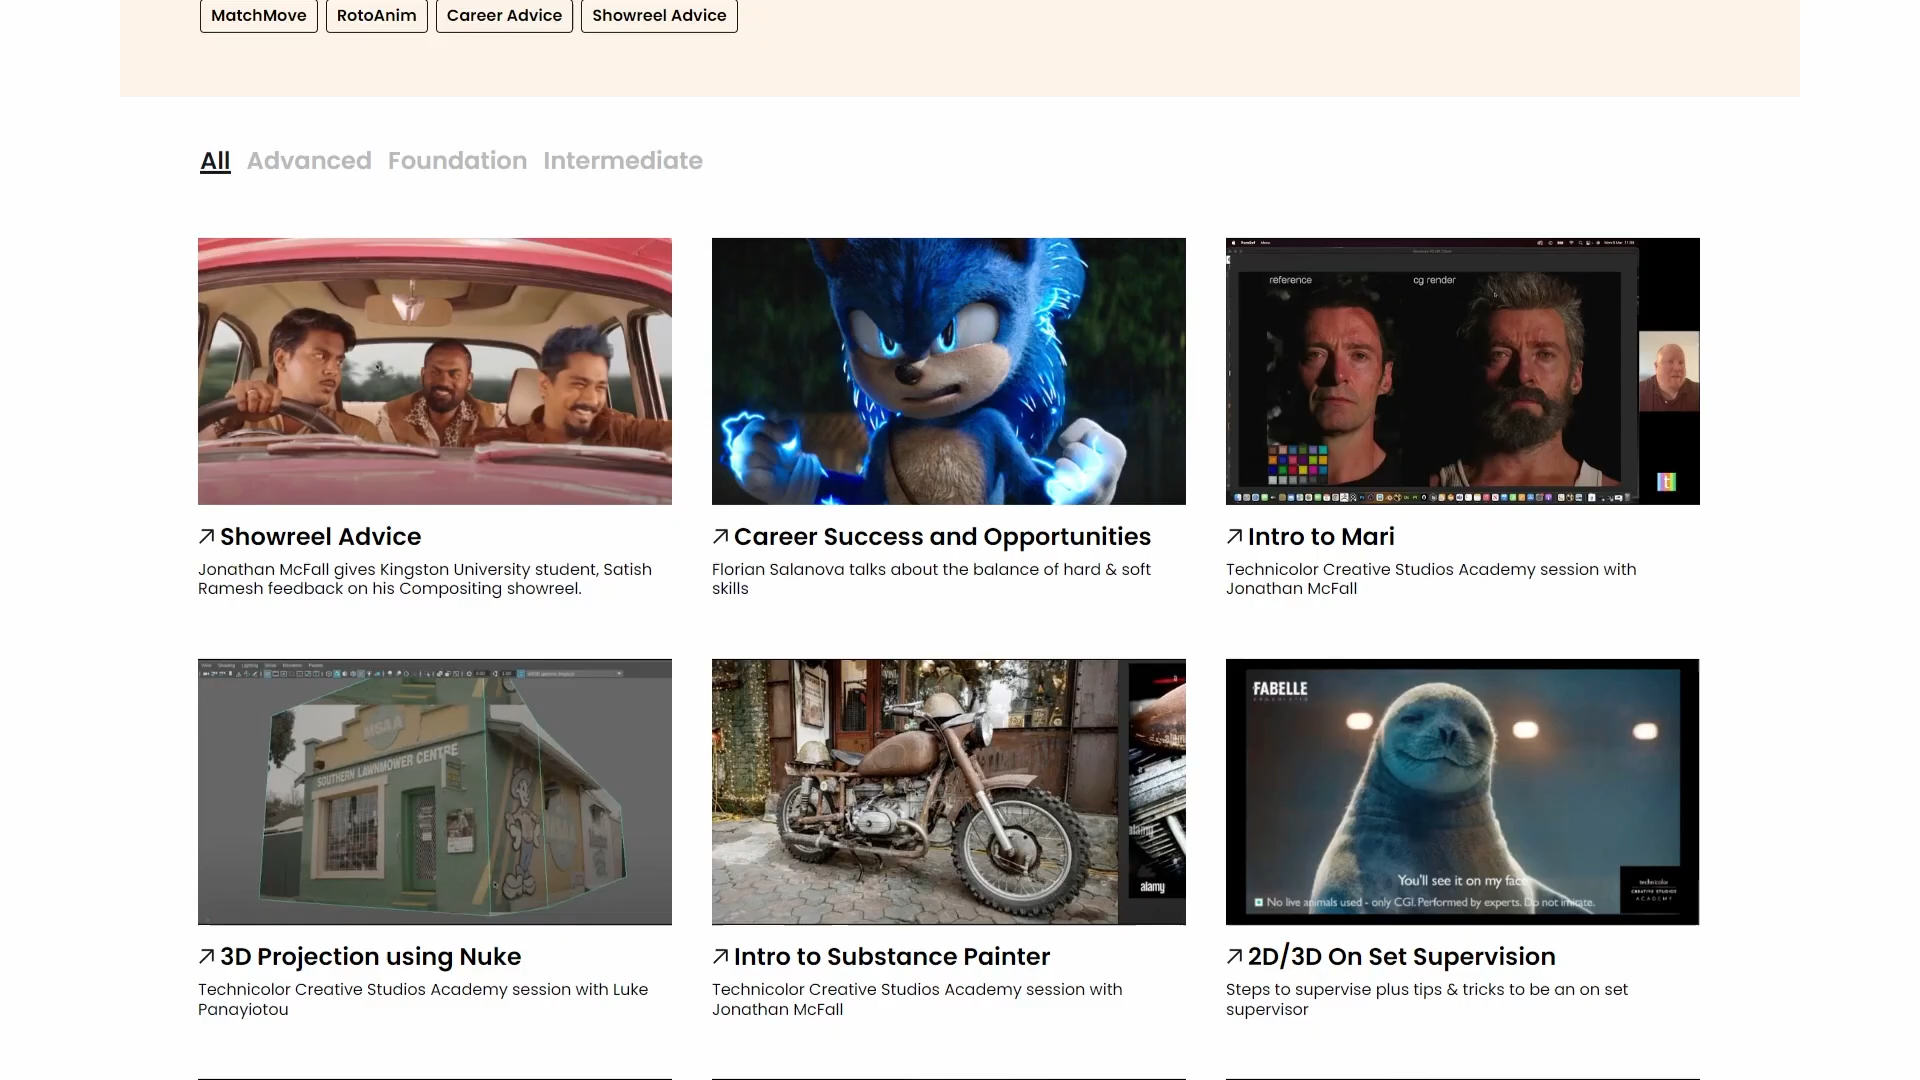 MatchMove RotoAnim Career Advice Showreel Advice
All Advanced Foundation Intermediate
reference cg render
Showreel Advice
Jonathan McFall gives Kingston University student, Satish
Ramesh feedback on his Compositing showreel.
Career Success and Opportunities
Florian Salanova talks about the balance of hard & soft
skills
Intro to Mari
Technicolor Creative Studios Academy session with
Jonathan McFall
MSAA
SOUTHERN LAWNMOWER CENTRE
alamy
alamy
FABELLE
You'll see it on my face
No live animals used - only CGI. Performed by experts. Do not imitate.
technicolor
CREATIVE STUDIOS
ACADEMY
3D Projection using Nuke
Technicolor Creative Studios Academy session with Luke
Panayiotou
Intro to Substance Painter
Technicolor Creative Studios Academy session with
Jonathan McFall
2D/3D On Set Supervision
Steps to supervise plus tips & tricks to be an on set
supervisor